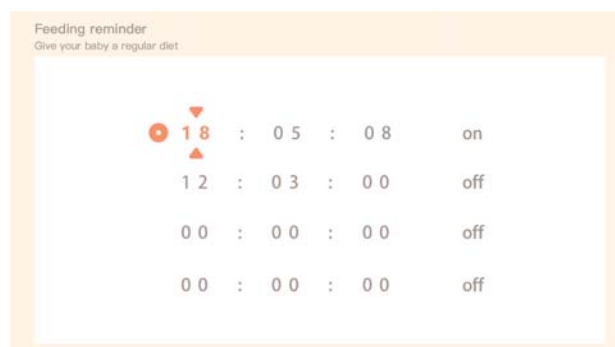 Feeding reminder
Give your baby a regular diet
18 : 05 : 08 on
12 : 03 : 00 off
00 : 00 : 00 off
00 : 00 : 00 off